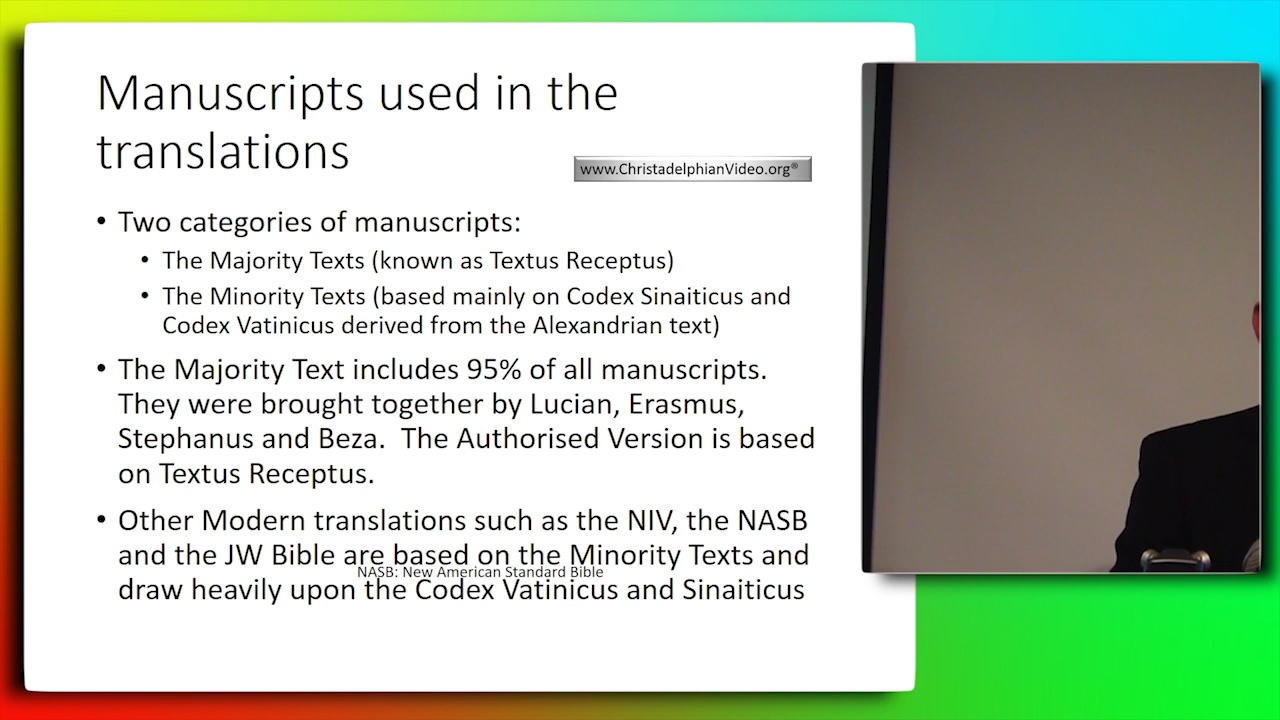 Manuscripts used in the
translations
www.ChristadelphianVideo.org®
• Two categories of manuscripts:
• The Majority Texts (known as Textus Receptus)
• The Minority Texts (based mainly on Codex Sinaiticus and
Codex Vatinicus derived from the Alexandrian text)
• The Majority Text includes 95% of all manuscripts.
They were brought together by Lucian, Erasmus,
Stephanus and Beza.  The Authorised Version is based
on Textus Receptus.
• Other Modern translations such as the NIV, the NASB
and the JW Bible are based on the Minority Texts and
NASB: New American Standard Bible
draw heavily upon the Codex Vatinicus and Sinaiticus